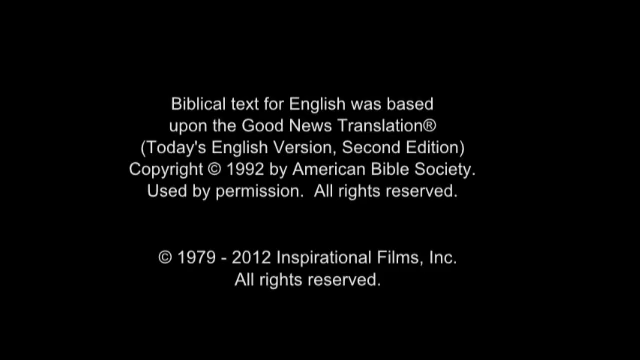 Biblical text for English was based
upon the Good News Translation®
(Today's English Version, Second Edition)
Copyright © 1992 by American Bible Society.
Used by permission.  All rights reserved.
© 1979 - 2012 Inspirational Films, Inc.
All rights reserved.